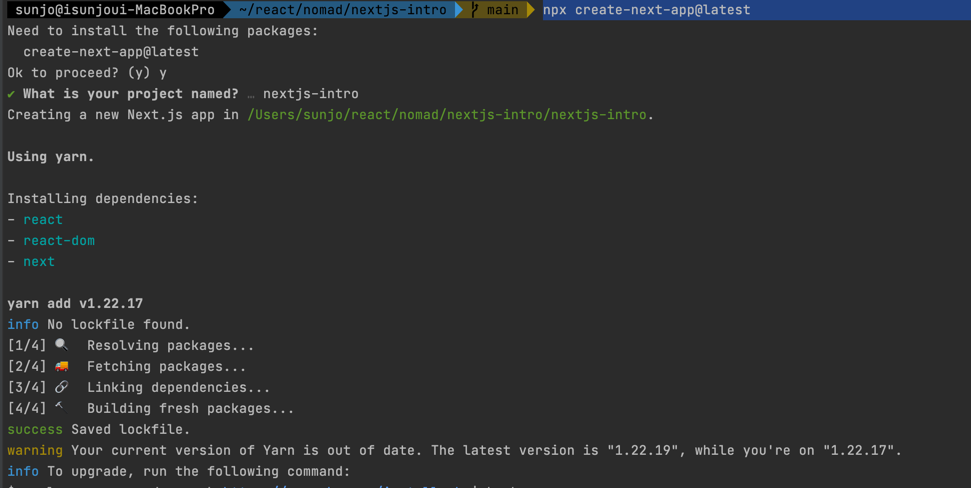 sunjo@isunjoui-MacBookPro ~/react/nomad/nextjs-intro main npx create-next-app@latest
Need to install the following packages:
create-next-app@latest
Ok to proceed? (y) y
✔ What is your project named? … nextjs-intro
Creating a new Next.js app in /Users/sunjo/react/nomad/nextjs-intro/nextjs-intro.
Using yarn.
Installing dependencies:
- react
- react-dom
- next
yarn add v1.22.17
info No lockfile found.
[1/4] 🔍 Resolving packages...
[2/4] 🚚 Fetching packages...
[3/4] 🔗 Linking dependencies...
[4/4] 🔨 Building fresh packages...
success Saved lockfile.
warning Your current version of Yarn is out of date. The latest version is "1.22.19", while you're on "1.22.17".
info To upgrade, run the following command: